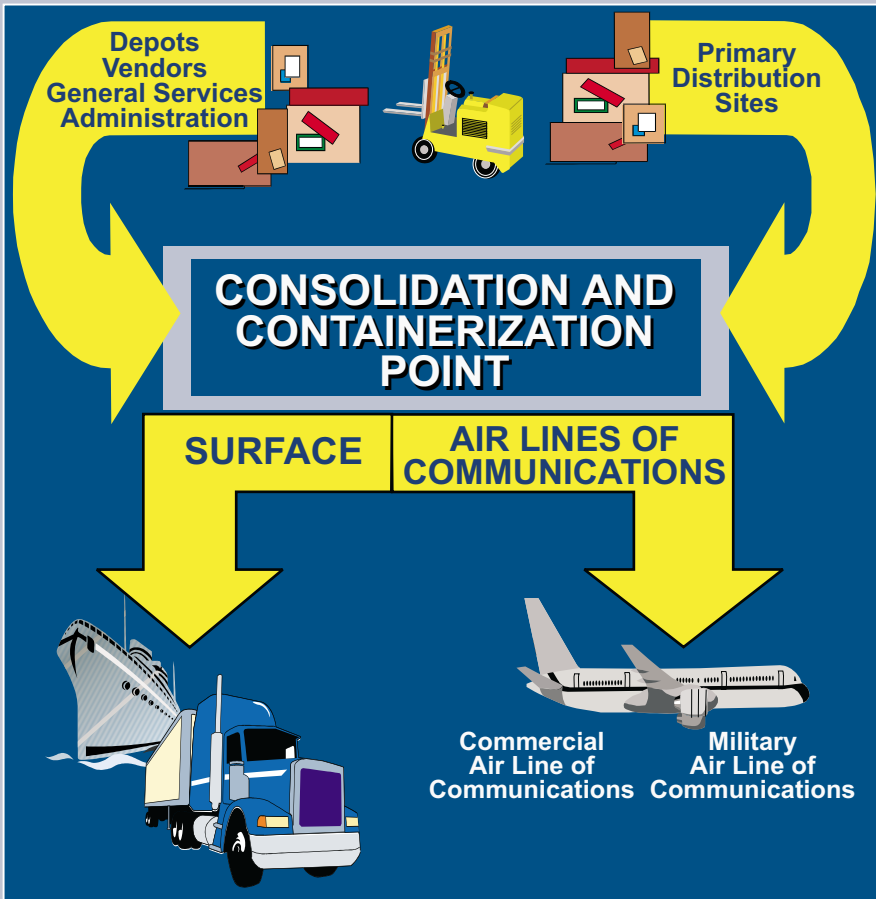 Depots
Vendors
General Services
Administration
Primary
Distribution
Sites
CONSOLIDATION AND
CONTAINERIZATION
POINT
SURFACE
AIR LINES OF
COMMUNICATIONS
Commercial
Air Line of
Communications
Military
Air Line of
Communications